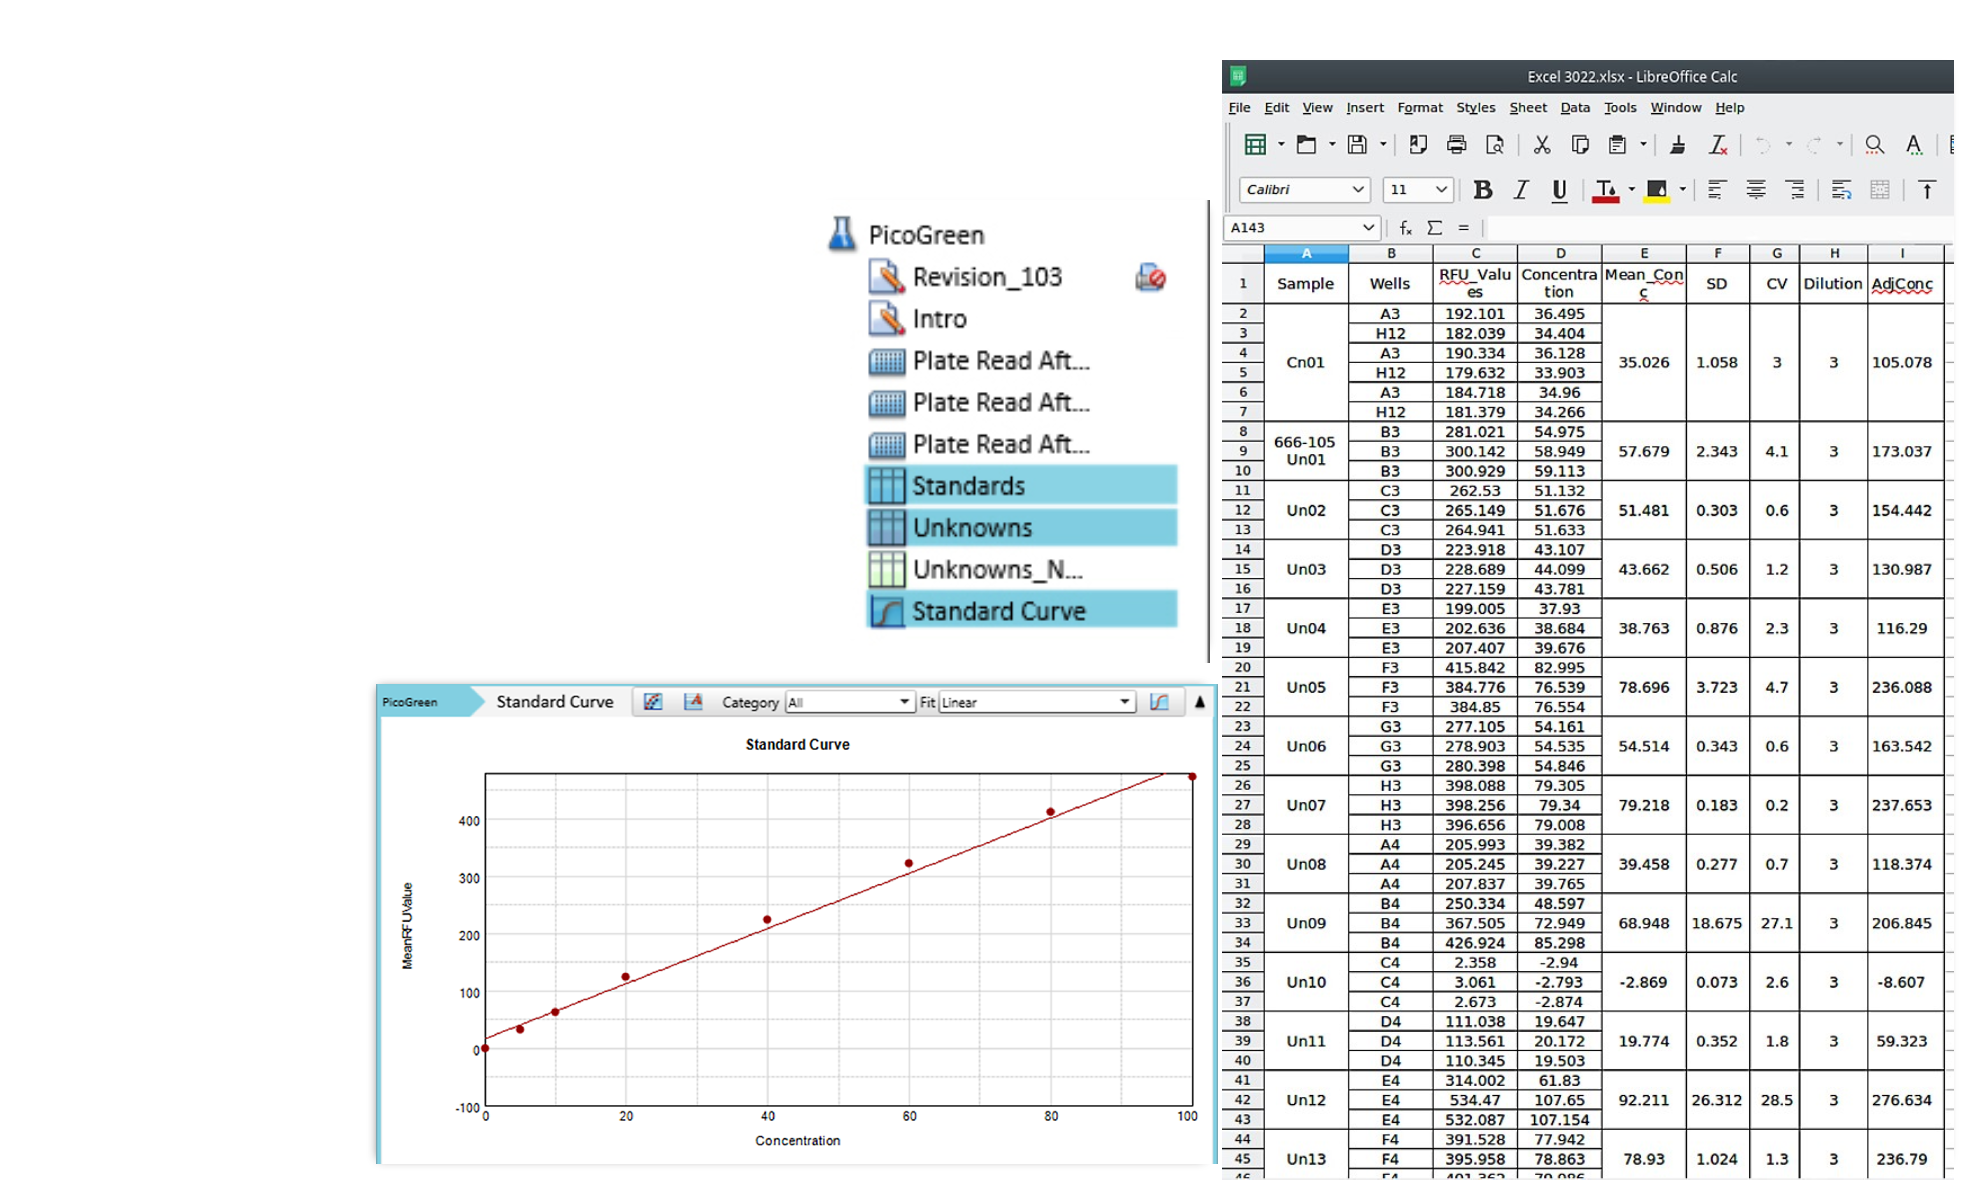 PicoGreen
Revision_103
Intro
Plate Read Aft...
Plate Read Aft...
Plate Read Aft...
Standards
Unknowns
Unknowns_N...
Standard Curve
PicoGreen Standard Curve Category All Fit Linear
Standard Curve
MeanRFUValue
400
300
200
100
0
-100
0 20 40 60 80 100
Concentration
Excel 3022.xlsx - LibreOffice Calc
File Edit View Insert Format Styles Sheet Data Tools Window Help
Calibri 11 B I U
A143 fx Σ =
A B C D E F G H I
1 Sample Wells RFU_Values Concentration Mean_Conc SD CV Dilution AdjConc
2 A3 192.101 36.495
3 H12 182.039 34.404
4 Cn01 A3 190.334 36.128 35.026 1.058 3 3 105.078
5 H12 179.632 33.903
6 A3 184.718 34.96
7 H12 181.379 34.266
8 B3 281.021 54.975
9 666-105 Un01 B3 300.142 58.949 57.679 2.343 4.1 3 173.037
10 B3 300.929 59.113
11 C3 262.53 51.132
12 Un02 C3 265.149 51.676 51.481 0.303 0.6 3 154.442
13 C3 264.941 51.633
14 D3 223.918 43.107
15 Un03 D3 228.689 44.099 43.662 0.506 1.2 3 130.987
16 D3 227.159 43.781
17 E3 199.005 37.93
18 Un04 E3 202.636 38.684 38.763 0.876 2.3 3 116.29
19 E3 207.407 39.676
20 F3 415.842 82.995
21 Un05 F3 384.776 76.539 78.696 3.723 4.7 3 236.088
22 F3 384.85 76.554
23 G3 277.105 54.161
24 Un06 G3 278.903 54.535 54.514 0.343 0.6 3 163.542
25 G3 280.398 54.846
26 H3 398.088 79.305
27 Un07 H3 398.256 79.34 79.218 0.183 0.2 3 237.653
28 H3 396.656 79.008
29 A4 205.993 39.382
30 Un08 A4 205.245 39.227 39.458 0.277 0.7 3 118.374
31 A4 207.837 39.765
32 B4 250.334 48.597
33 Un09 B4 367.505 72.949 68.948 18.675 27.1 3 206.845
34 B4 426.924 85.298
35 C4 2.358 -2.94
36 Un10 C4 3.061 -2.793 -2.869 0.073 2.6 3 -8.607
37 C4 2.673 -2.874
38 D4 111.038 19.647
39 Un11 D4 113.561 20.172 19.774 0.352 1.8 3 59.323
40 D4 110.345 19.503
41 E4 314.002 61.83
42 Un12 E4 534.47 107.65 92.211 26.312 28.5 3 276.634
43 E4 532.087 107.154
44 F4 391.528 77.942
45 Un13 F4 395.958 78.863 78.93 1.024 1.3 3 236.79